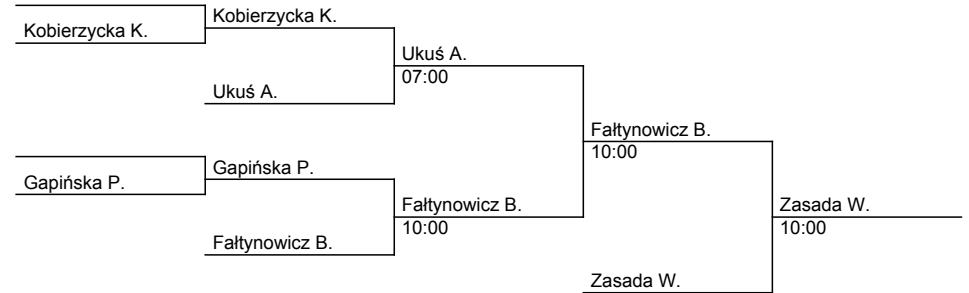 Kobierzycka K.
Kobierzycka K.
Ukuś A.
07:00
Ukuś A.
Fałtynowicz B.
10:00
Gapińska P.
Gapińska P.
Fałtynowicz B.
10:00
Fałtynowicz B.
Zasada W.
10:00
Zasada W.